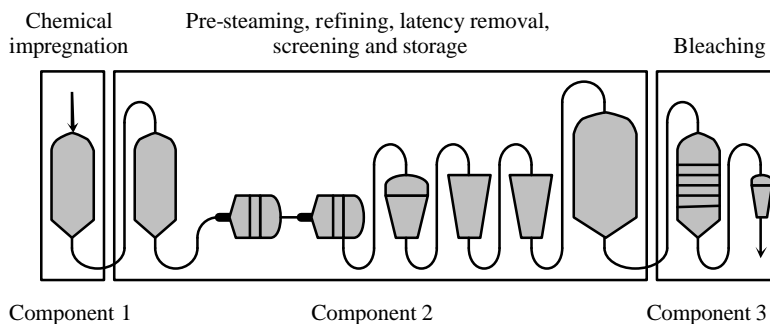 Chemical
impregnation
Pre-steaming, refining, latency removal,
screening and storage
Bleaching
Component 1
Component 2
Component 3